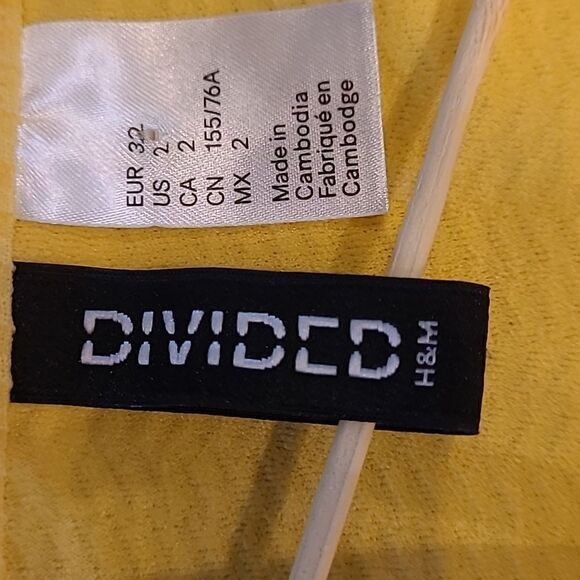 EUR 32
US 2
CA 2
CN 155/76A
MX 2
Made in
Cambodia
Fabriqué en
Cambodge
DIVIDED
H&M